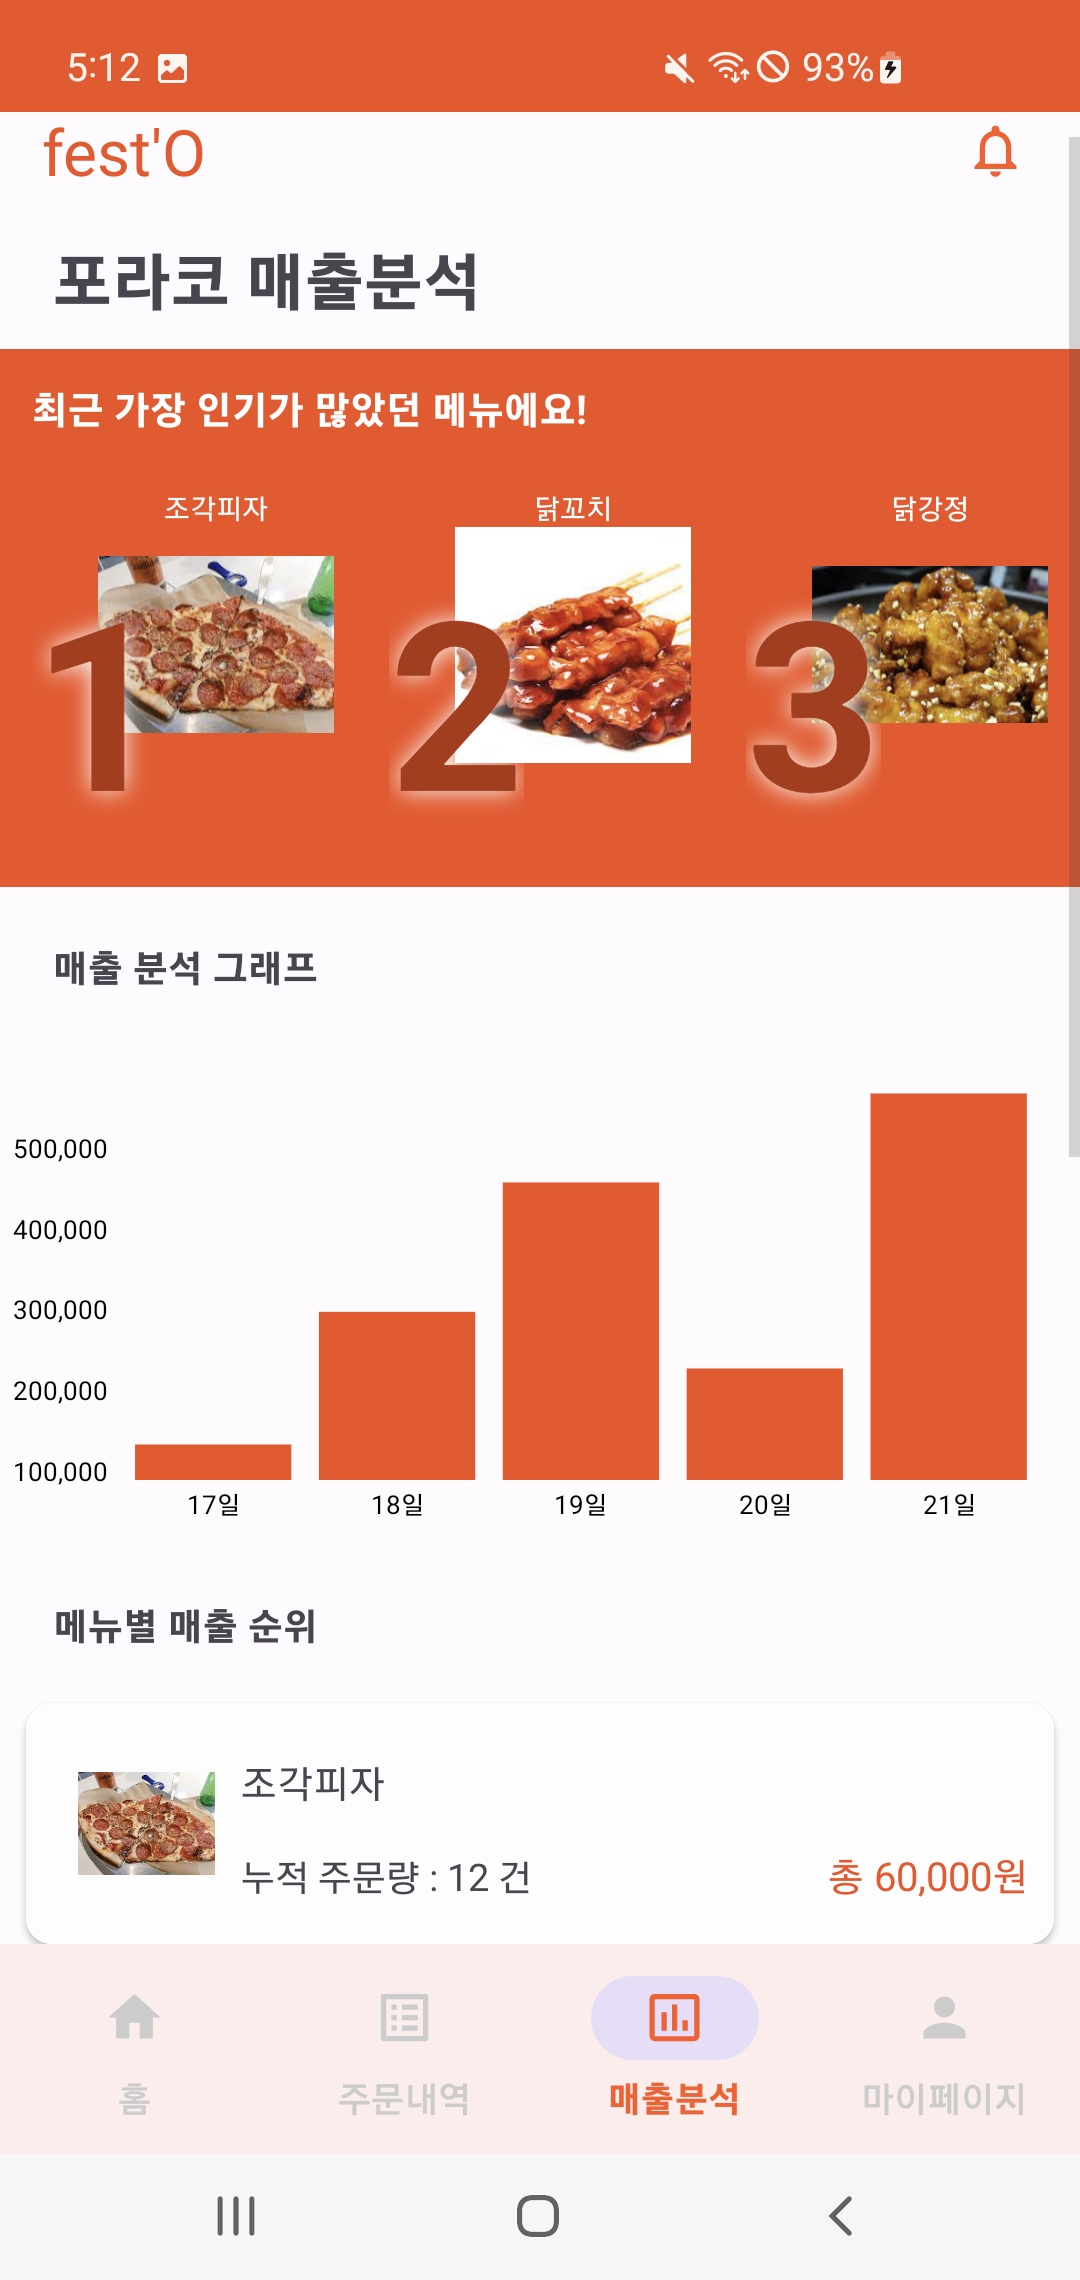 5:12 93%
fest'O
포라코 매출분석
최근 가장 인기가 많았던 메뉴에요!
조각피자 닭꼬치 닭강정
1 2 3
매출 분석 그래프
500,000
400,000
300,000
200,000
100,000
17일 18일 19일 20일 21일
메뉴별 매출 순위
조각피자
누적 주문량 : 12 건 총 60,000원
홈 주문내역 매출분석 마이페이지